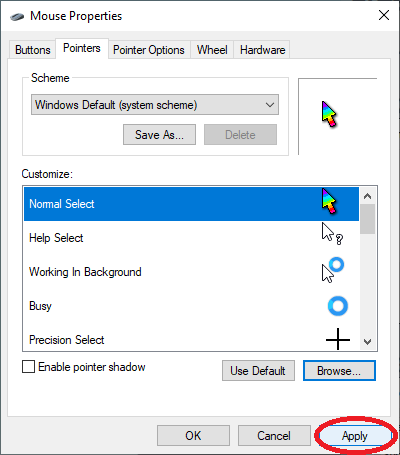 Mouse Properties
Buttons Pointers Pointer Options Wheel Hardware
Scheme
Windows Default (system scheme)
Save As... Delete
Customize:
Normal Select
Help Select
Working In Background
Busy
Precision Select
Enable pointer shadow Use Default Browse...
OK Cancel Apply